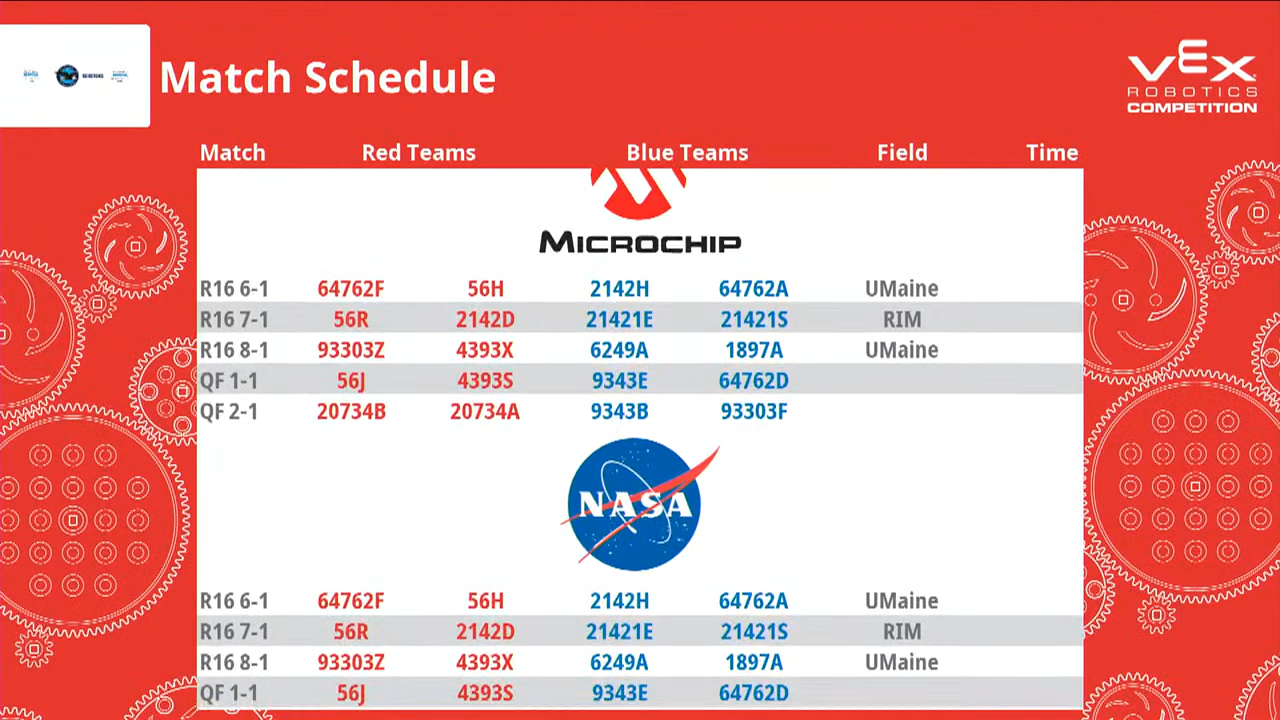 Match Schedule
VEX
ROBOTICS
COMPETITION
Match Red Teams Blue Teams Field Time
MICROCHIP
R16 6-1 64762F 56H 2142H 64762A UMaine
R16 7-1 56R 2142D 21421E 21421S RIM
R16 8-1 93303Z 4393X 6249A 1897A UMaine
QF 1-1 56J 4393S 9343E 64762D
QF 2-1 20734B 20734A 9343B 93303F
NASA
R16 6-1 64762F 56H 2142H 64762A UMaine
R16 7-1 56R 2142D 21421E 21421S RIM
R16 8-1 93303Z 4393X 6249A 1897A UMaine
QF 1-1 56J 4393S 9343E 64762D